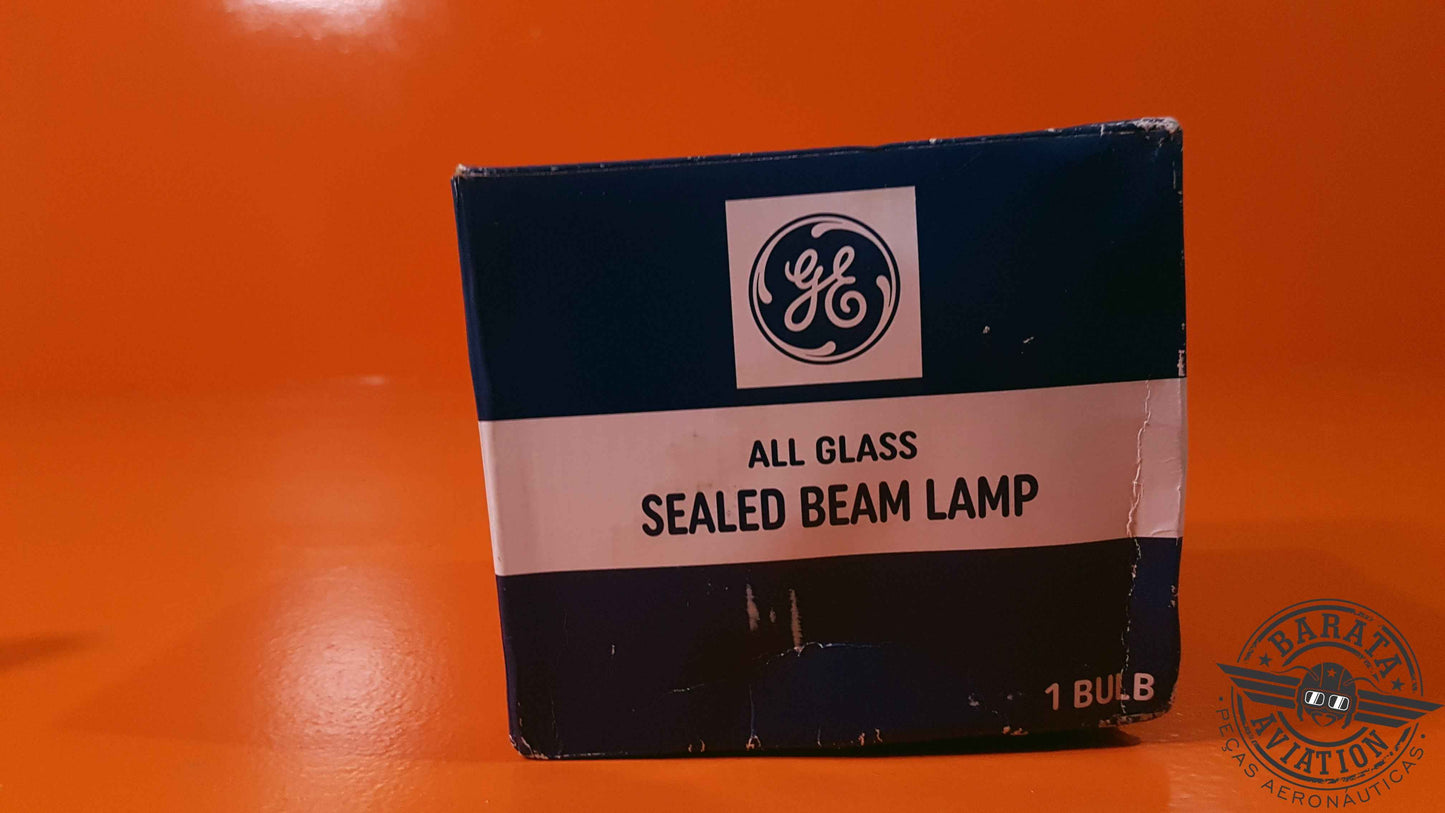 GE
ALL GLASS
SEALED BEAM LAMP
1 BULB
BARATA
AVIATION
PEÇAS AERONÁUTICAS